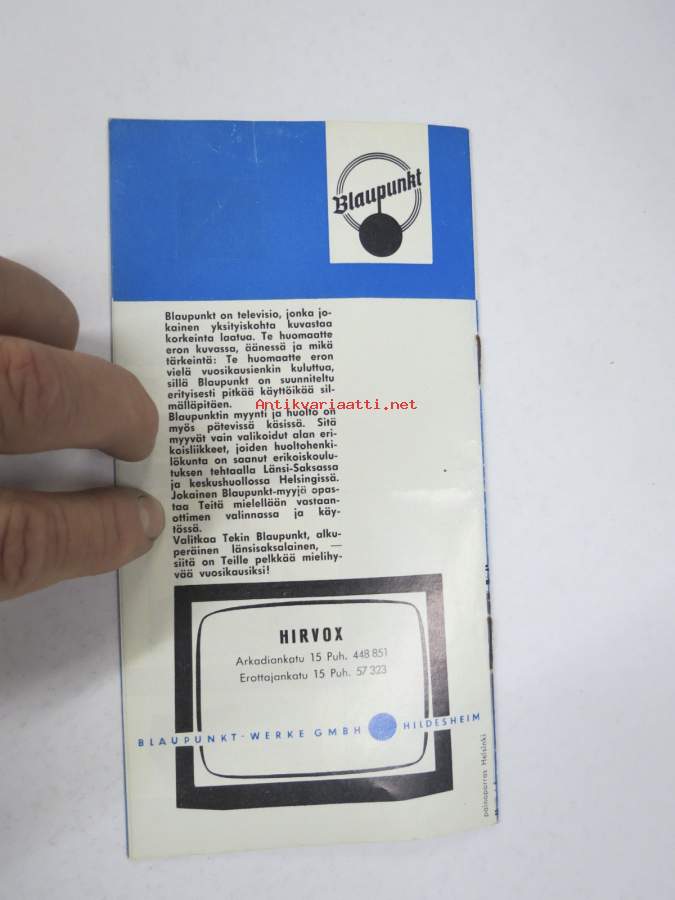 Blaupunkt
Blaupunkt on televisio, jonka jo-
kainen yksityiskohta kuvastaa
korkeinta laatua. Te huomaatte
eron kuvassa, äänessä ja mikä
tärkeintä: Te huomaatte eron
vielä vuosikausienkin kuluttua,
sillä Blaupunkt on suunniteltu
erityisesti pitkää käyttöikää sil-
mälläpitäen.
Antikvariaatti.net
Blaupunktin myynti ja huolto on
myös pätevissä käsissä. Sitä
myyvät vain valikoidut alan eri-
koisliikkeet, joiden huoltohenki-
lökunta on saanut erikoiskoulu-
tuksen tehtaalla Länsi-Saksassa
ja keskushuollossa Helsingissä.
Jokainen Blaupunkt-myyjä opas-
taa Teitä mielellään vastaan-
ottimen valinnassa ja käy-
tössä.
Valitkaa Tekin Blaupunkt, alku-
peräinen länsisaksalainen, —
siitä on Teille pelkkää mielihy-
vää vuosikausiksi!
HIRVOX
Arkadiankatu 15 Puh. 448 851
Erottajankatu 15 Puh. 57 323
BLAUPUNKT-WERKE GMBH HILDESHEIM
painoporras Helsinki